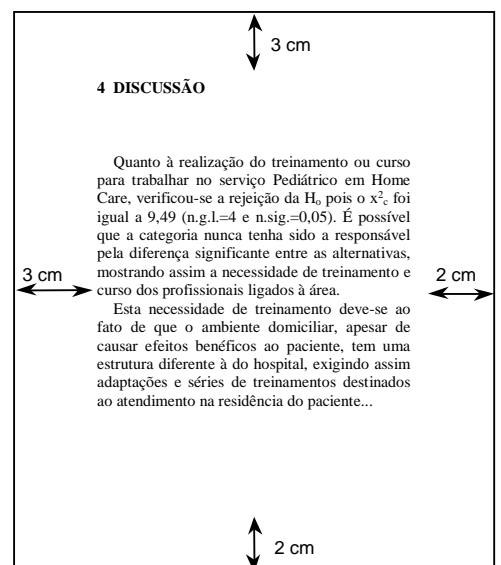 3 cm
4 DISCUSSÃO
Quanto à realização do treinamento ou curso
para trabalhar no serviço Pediátrico em Home
Care, verificou-se a rejeição da Hₒ pois o x²c foi
igual a 9,49 (n.g.l.=4 e n.sig.=0,05). É possível
que a categoria nunca tenha sido a responsável
pela diferença significante entre as alternativas,
mostrando assim a necessidade de treinamento e
curso dos profissionais ligados à área.
3 cm
2 cm
Esta necessidade de treinamento deve-se ao
fato de que o ambiente domiciliar, apesar de
causar efeitos benéficos ao paciente, tem uma
estrutura diferente à do hospital, exigindo assim
adaptações e séries de treinamentos destinados
ao atendimento na residência do paciente...
2 cm